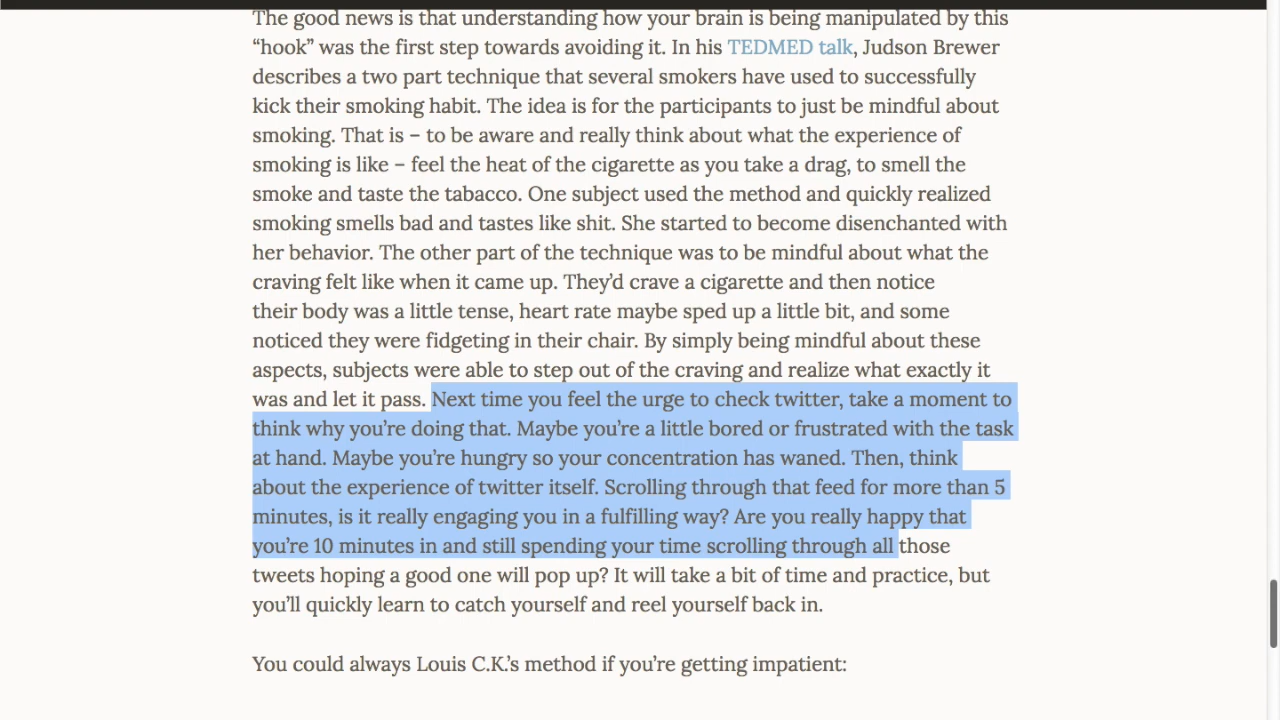 The good news is that understanding how your brain is being manipulated by this
“hook” was the first step towards avoiding it. In his TEDMED talk, Judson Brewer
describes a two part technique that several smokers have used to successfully
kick their smoking habit. The idea is for the participants to just be mindful about
smoking. That is – to be aware and really think about what the experience of
smoking is like – feel the heat of the cigarette as you take a drag, to smell the
smoke and taste the tabacco. One subject used the method and quickly realized
smoking smells bad and tastes like shit. She started to become disenchanted with
her behavior. The other part of the technique was to be mindful about what the
craving felt like when it came up. They’d crave a cigarette and then notice
their body was a little tense, heart rate maybe sped up a little bit, and some
noticed they were fidgeting in their chair. By simply being mindful about these
aspects, subjects were able to step out of the craving and realize what exactly it
was and let it pass. Next time you feel the urge to check twitter, take a moment to
think why you’re doing that. Maybe you’re a little bored or frustrated with the task
at hand. Maybe you’re hungry so your concentration has waned. Then, think
about the experience of twitter itself. Scrolling through that feed for more than 5
minutes, is it really engaging you in a fulfilling way? Are you really happy that
you’re 10 minutes in and still spending your time scrolling through all those
tweets hoping a good one will pop up? It will take a bit of time and practice, but
you’ll quickly learn to catch yourself and reel yourself back in.
You could always Louis C.K.’s method if you’re getting impatient: